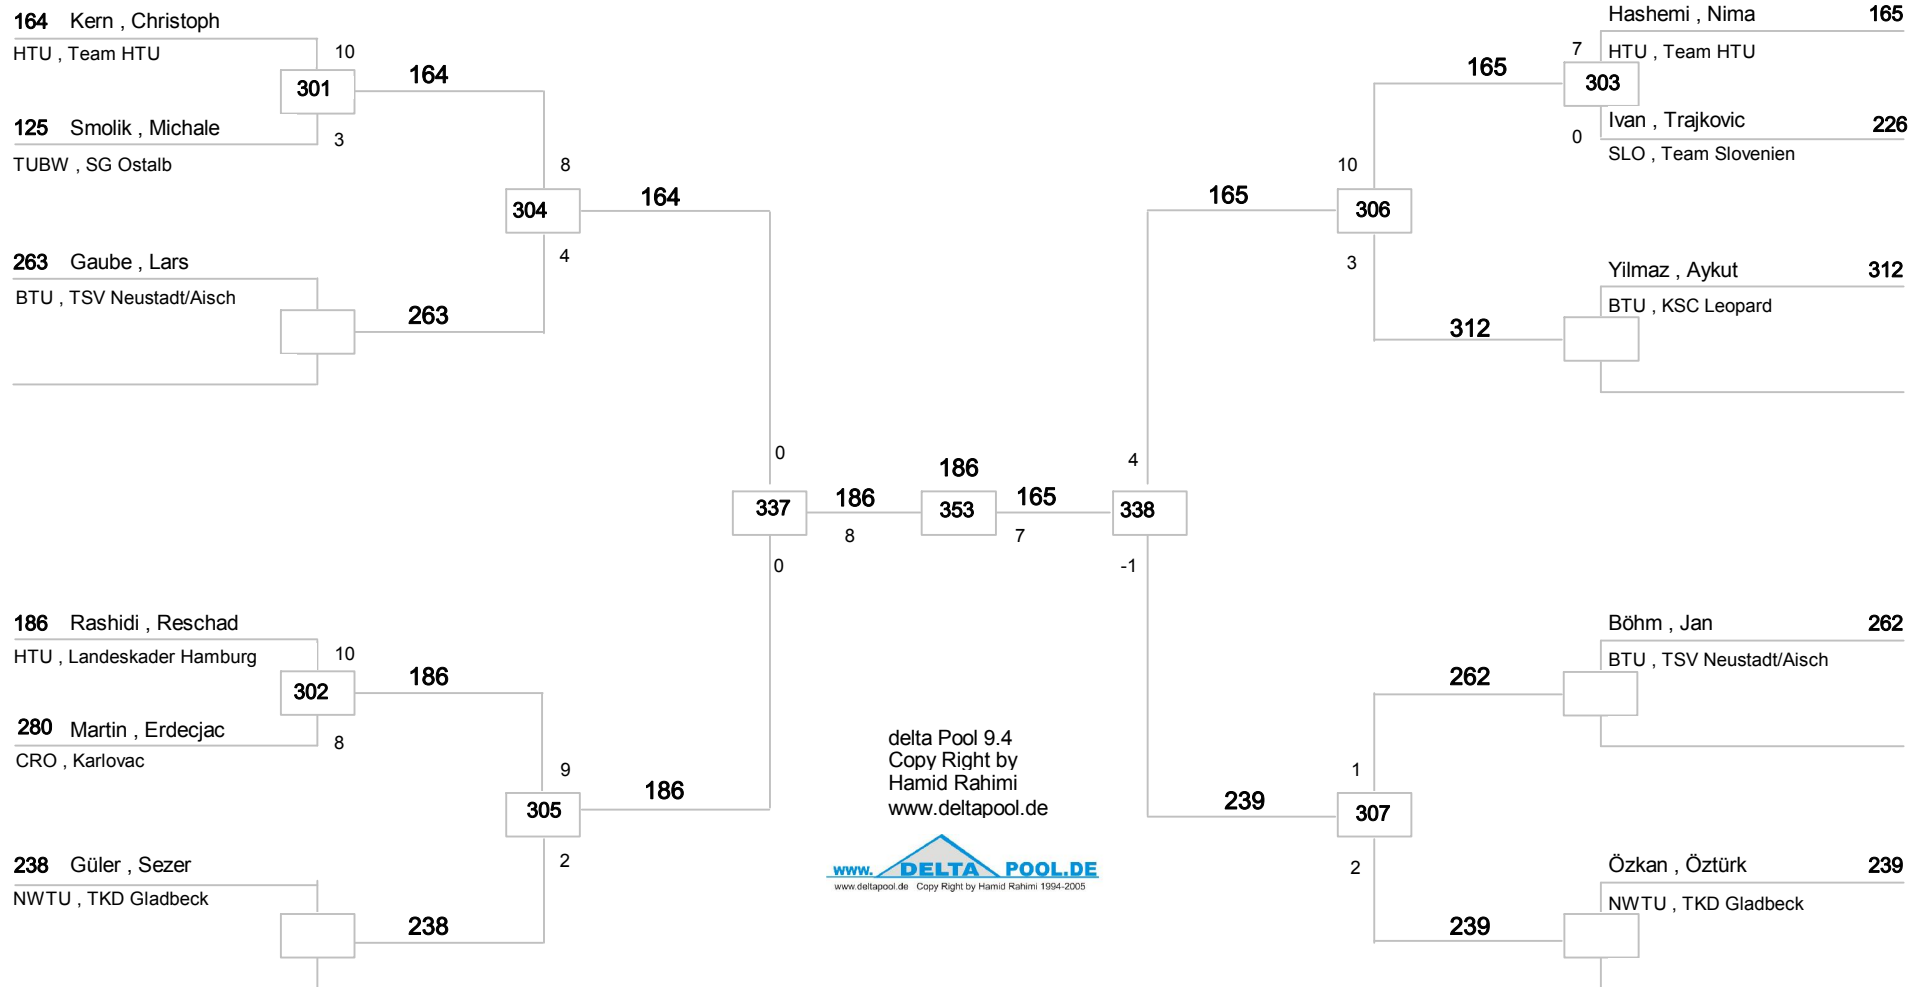 164 Kern , Christoph
HTU , Team HTU
10
301
164
125 Smolik , Michale
3
TUBW , SG Ostalb
8
304
164
4
263 Gaube , Lars
BTU , TSV Neustadt/Aisch
263
0
337
186
8
0
186 Rashidi , Reschad
HTU , Landeskader Hamburg
10
302
186
280 Martin , Erdecjac
8
CRO , Karlovac
9
305
186
2
238 Güler , Sezer
NWTU , TKD Gladbeck
238
186
353
Hashemi , Nima 165
7
HTU , Team HTU
165
303
Ivan , Trajkovic 226
0
SLO , Team Slovenien
10
165
306
3
Yilmaz , Aykut 312
BTU , KSC Leopard
312
4
165
338
7
-1
Böhm , Jan 262
BTU , TSV Neustadt/Aisch
262
1
239
307
2
Özkan , Öztürk 239
NWTU , TKD Gladbeck
239
delta Pool 9.4
Copy Right by
Hamid Rahimi
www.deltapool.de
www. DELTA POOL.DE
www.deltapool.de Copy Right by Hamid Rahimi 1994-2005